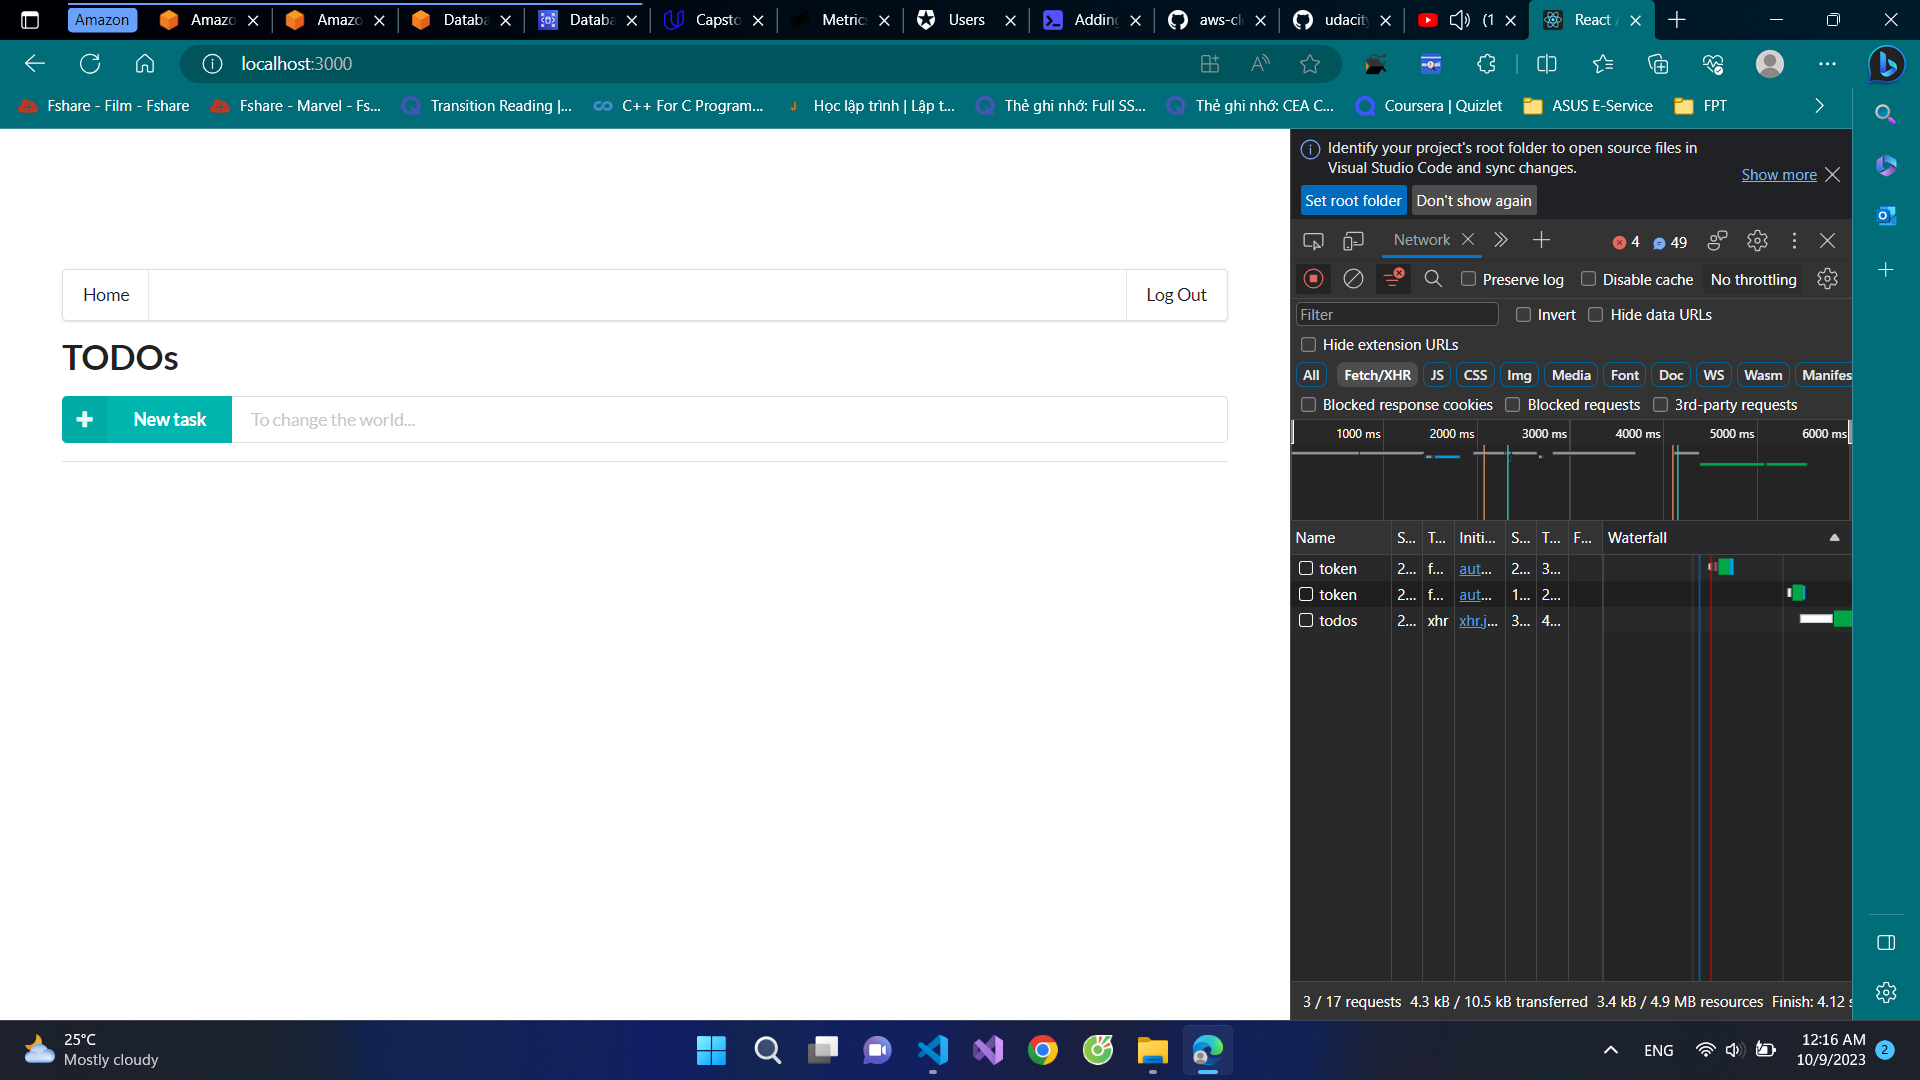 Amazon
Amazo
Amazo
Databa
Databa
Capsto
Metric
Users
Adding
aws-cl
udacity
(1
React
localhost:3000
Fshare - Film - Fshare
Fshare - Marvel - Fs...
Transition Reading |...
C++ For C Program...
Học lập trình | Lập t...
Thẻ ghi nhớ: Full SS...
Thẻ ghi nhớ: CEA C...
Coursera | Quizlet
ASUS E-Service
FPT
Home
Log Out
TODOs
New task
To change the world...
Identify your project's root folder to open source files in
Visual Studio Code and sync changes.
Show more
Set root folder
Don't show again
Network
4
49
Preserve log
Disable cache
No throttling
Filter
Invert
Hide data URLs
Hide extension URLs
All
Fetch/XHR
JS
CSS
Img
Media
Font
Doc
WS
Wasm
Manifes
Blocked response cookies
Blocked requests
3rd-party requests
1000 ms
2000 ms
3000 ms
4000 ms
5000 ms
6000 ms
Name S... T... Initi... S... T... F... Waterfall
token 2... f... aut... 2... 3...
token 2... f... aut... 1... 2...
todos 2... xhr xhr.j... 3... 4...
3 / 17 requests 4.3 kB / 10.5 kB transferred 3.4 kB / 4.9 MB resources Finish: 4.12 s
25°C
Mostly cloudy
ENG
12:16 AM
10/9/2023
2